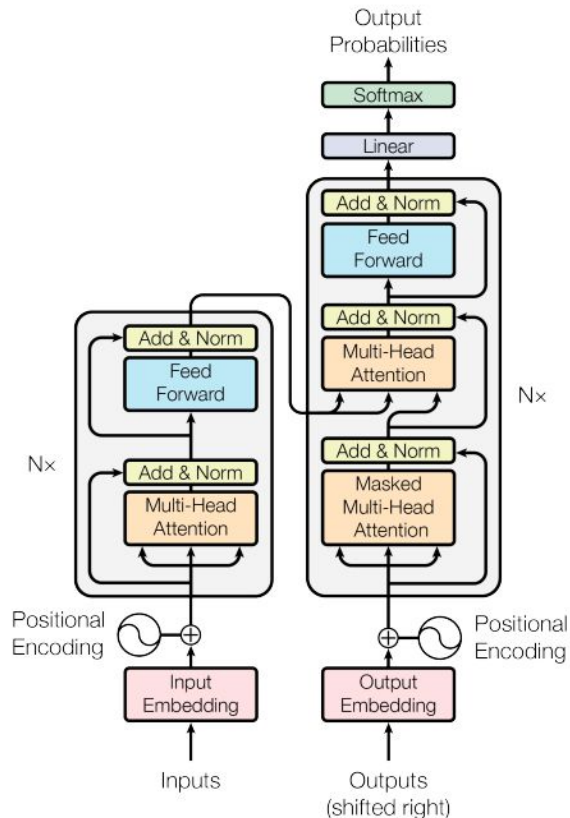 Output
Probabilities
Softmax
Linear
Add & Norm
Feed
Forward
Add & Norm
Multi-Head
Attention
Nx
Add & Norm
Masked
Multi-Head
Attention
Add & Norm
Feed
Forward
Nx
Add & Norm
Multi-Head
Attention
Positional
Encoding
Positional
Encoding
Input
Embedding
Output
Embedding
Inputs
Outputs
(shifted right)